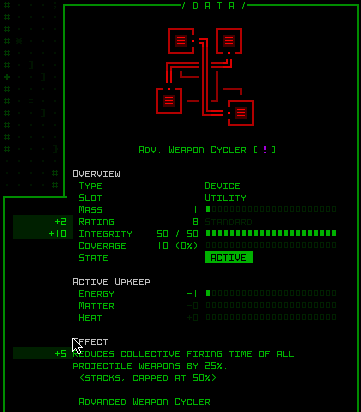 / D A T A /
Adv. Weapon Cycler [!]
Overview
Type Device
Slot Utility
Mass 1
+2 Rating 8 Standard
+10 Integrity 50 / 50
Coverage 10 (0%)
State ACTIVE
Active Upkeep
Energy -1
Matter -0
Heat +0
Effect
+5 Reduces collective firing time of all
projectile weapons by 25%.
<stacks, capped at 50%>
Advanced Weapon Cycler